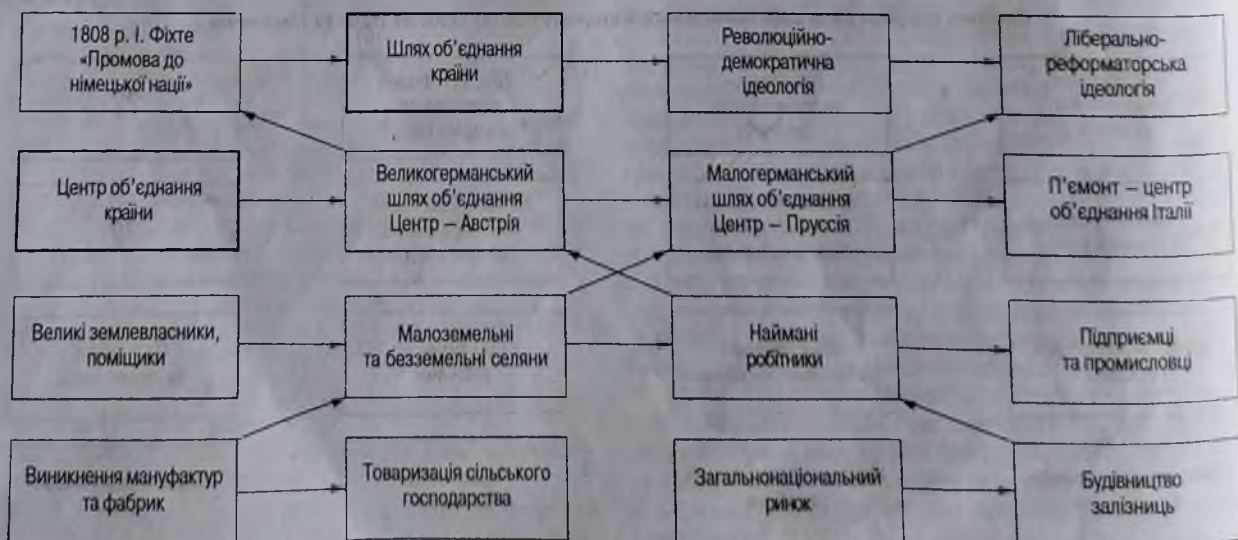 1808 р. І. Фіхте
«Промова до
німецької нації»
Шлях об’єднання
країни
Революційно-
демократична
ідеологія
Ліберально-
реформаторська
ідеологія
Центр об’єднання
країни
Великогерманський
шлях об’єднання
Центр – Австрія
Малогерманський
шлях об’єднання
Центр – Пруссія
П’ємонт – центр
об’єднання Італії
Великі землевласники,
поміщики
Малоземельні
та безземельні селяни
Наймані
робітники
Підприємці
та промисловці
Виникнення мануфактур
та фабрик
Товаризація сільського
господарства
Загальнонаціональний
ринок
Будівництво
залізниць